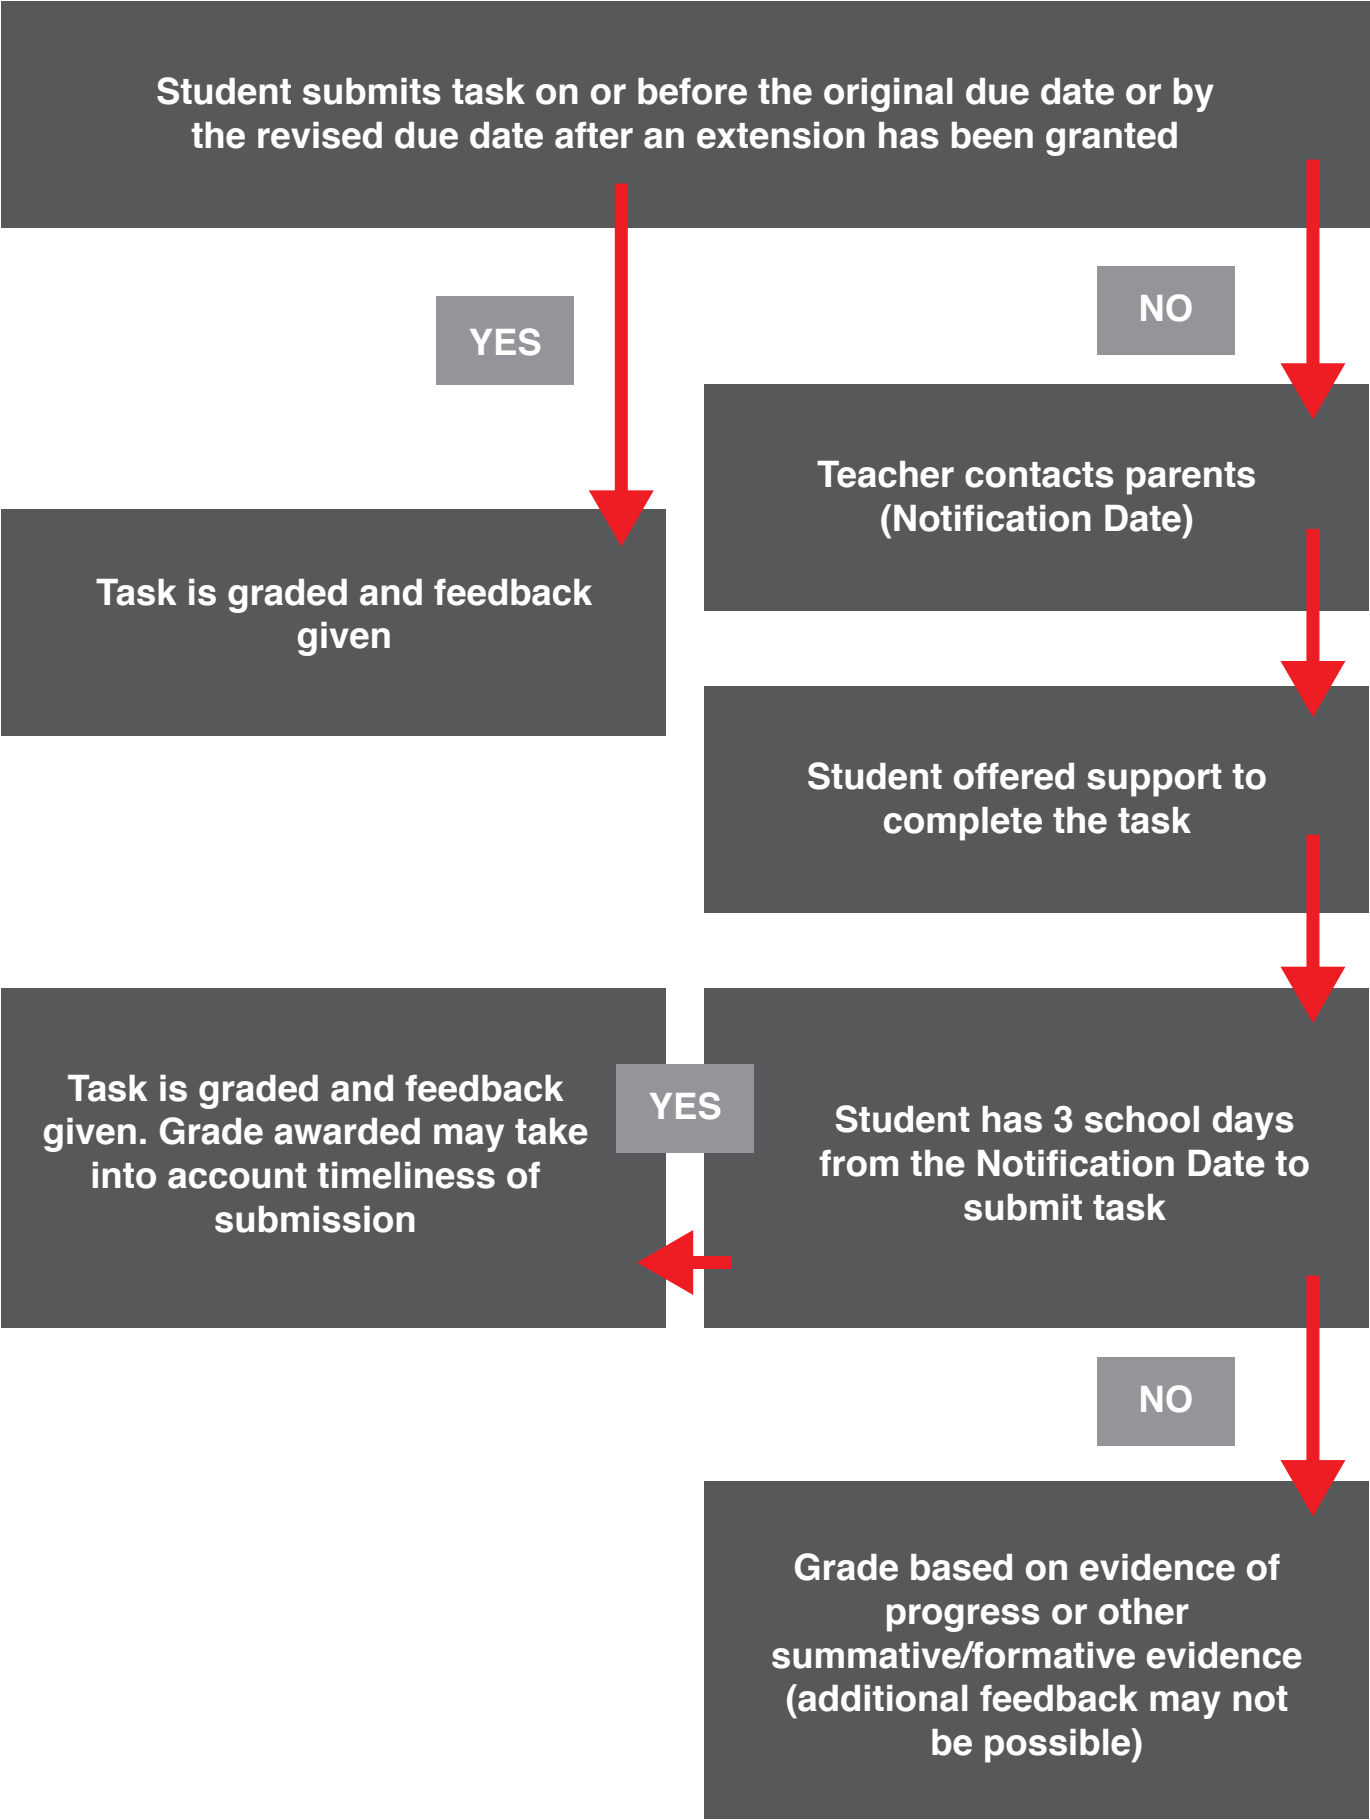 Student submits task on or before the original due date or by
the revised due date after an extension has been granted
YES
NO
Teacher contacts parents
(Notification Date)
Task is graded and feedback
given
Student offered support to
complete the task
Task is graded and feedback
given. Grade awarded may take
into account timeliness of
submission
YES
Student has 3 school days
from the Notification Date to
submit task
NO
Grade based on evidence of
progress or other
summative/formative evidence
(additional feedback may not
be possible)